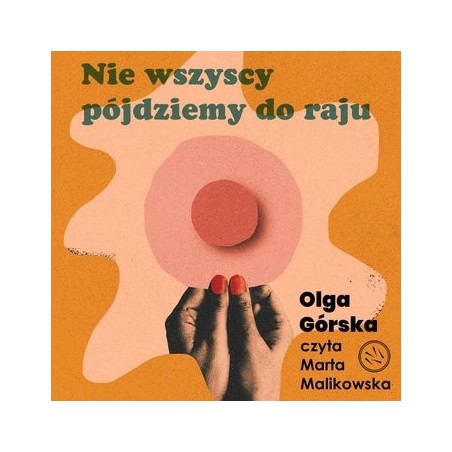 Nie wszyscy
pójdziemy do raju
Olga
Górska
czyta
Marta
Malikowska